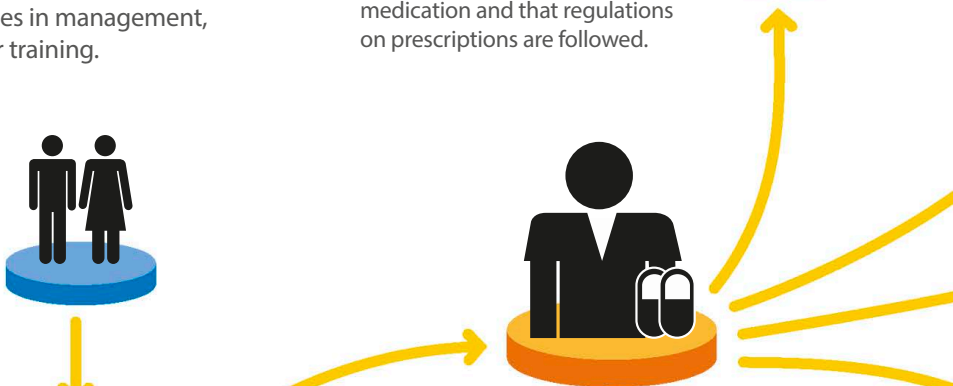 es in management,
training.
medication and that regulations
on prescriptions are followed.